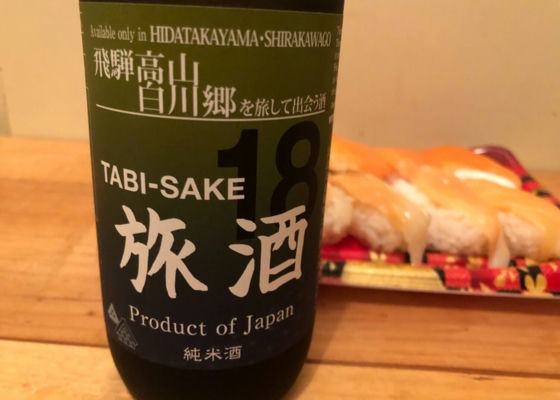 Available only in HIDATAKAYAMA・SHIRAKAWAGO
飛騨高山
白川郷を旅して出会う酒
18
TABI-SAKE
旅酒
Product of Japan
純米酒